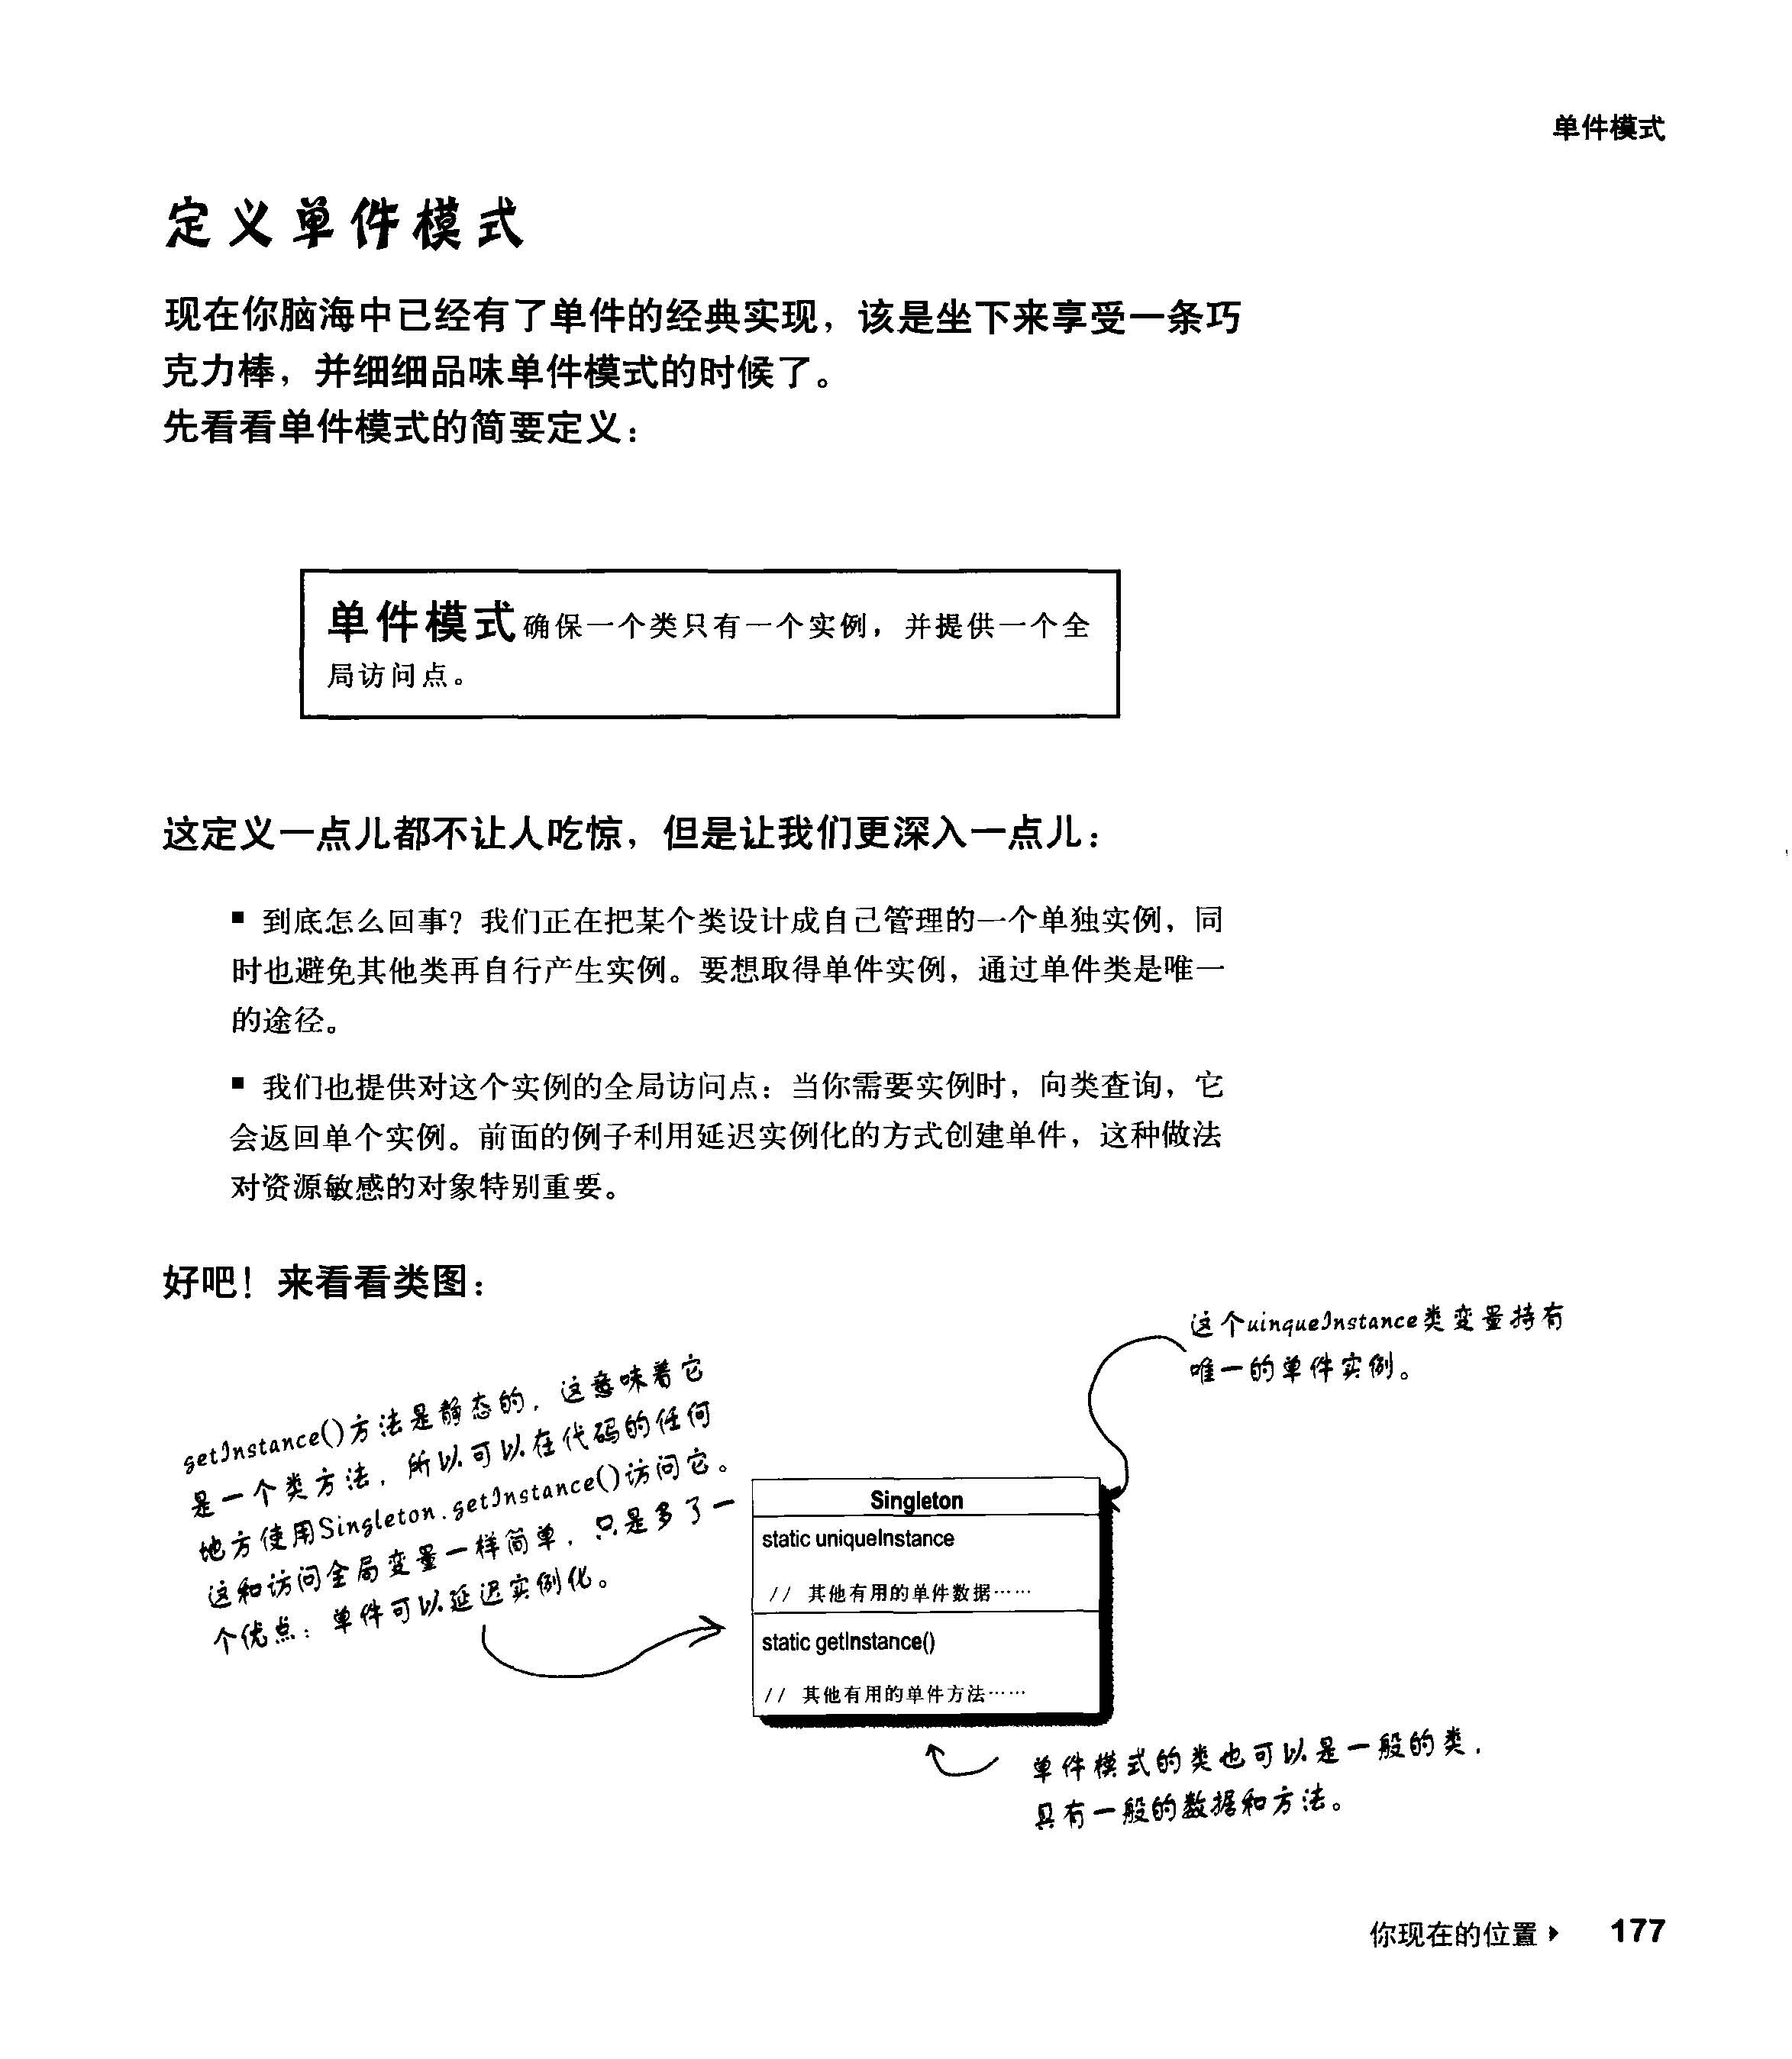 单件模式
定义单件模式
现在你脑海中已经有了单件的经典实现，该是坐下来享受一条巧
克力棒，并细细品味单件模式的时候了。
先看看单件模式的简要定义：
单件模式确保一个类只有一个实例，并提供一个全
局访问点。
这定义一点儿都不让人吃惊，但是让我们更深入一点儿：
▪ 到底怎么回事？我们正在把某个类设计成自己管理的一个单独实例，同
时也避免其他类再自行产生实例。要想取得单件实例，通过单件类是唯一
的途径。
▪ 我们也提供对这个实例的全局访问点：当你需要实例时，向类查询，它
会返回单个实例。前面的例子利用延迟实例化的方式创建单件，这种做法
对资源敏感的对象特别重要。
好吧！来看看类图：
这个uinqueInstance类变量持有
唯一的单件实例。
getInstance()方法是静态的，这意味着它
是一个类方法，所以可以在代码的任何
地方使用Singleton.getInstance()访问它。
这和访问全局变量一样简单，只是多了一
个优点：单件可以延迟实例化。
Singleton
static uniqueInstance
// 其他有用的单件数据……
static getInstance()
// 其他有用的单件方法……
单件模式的类也可以是一般的类，
具有一般的数据和方法。
你现在的位置 ▸ 177